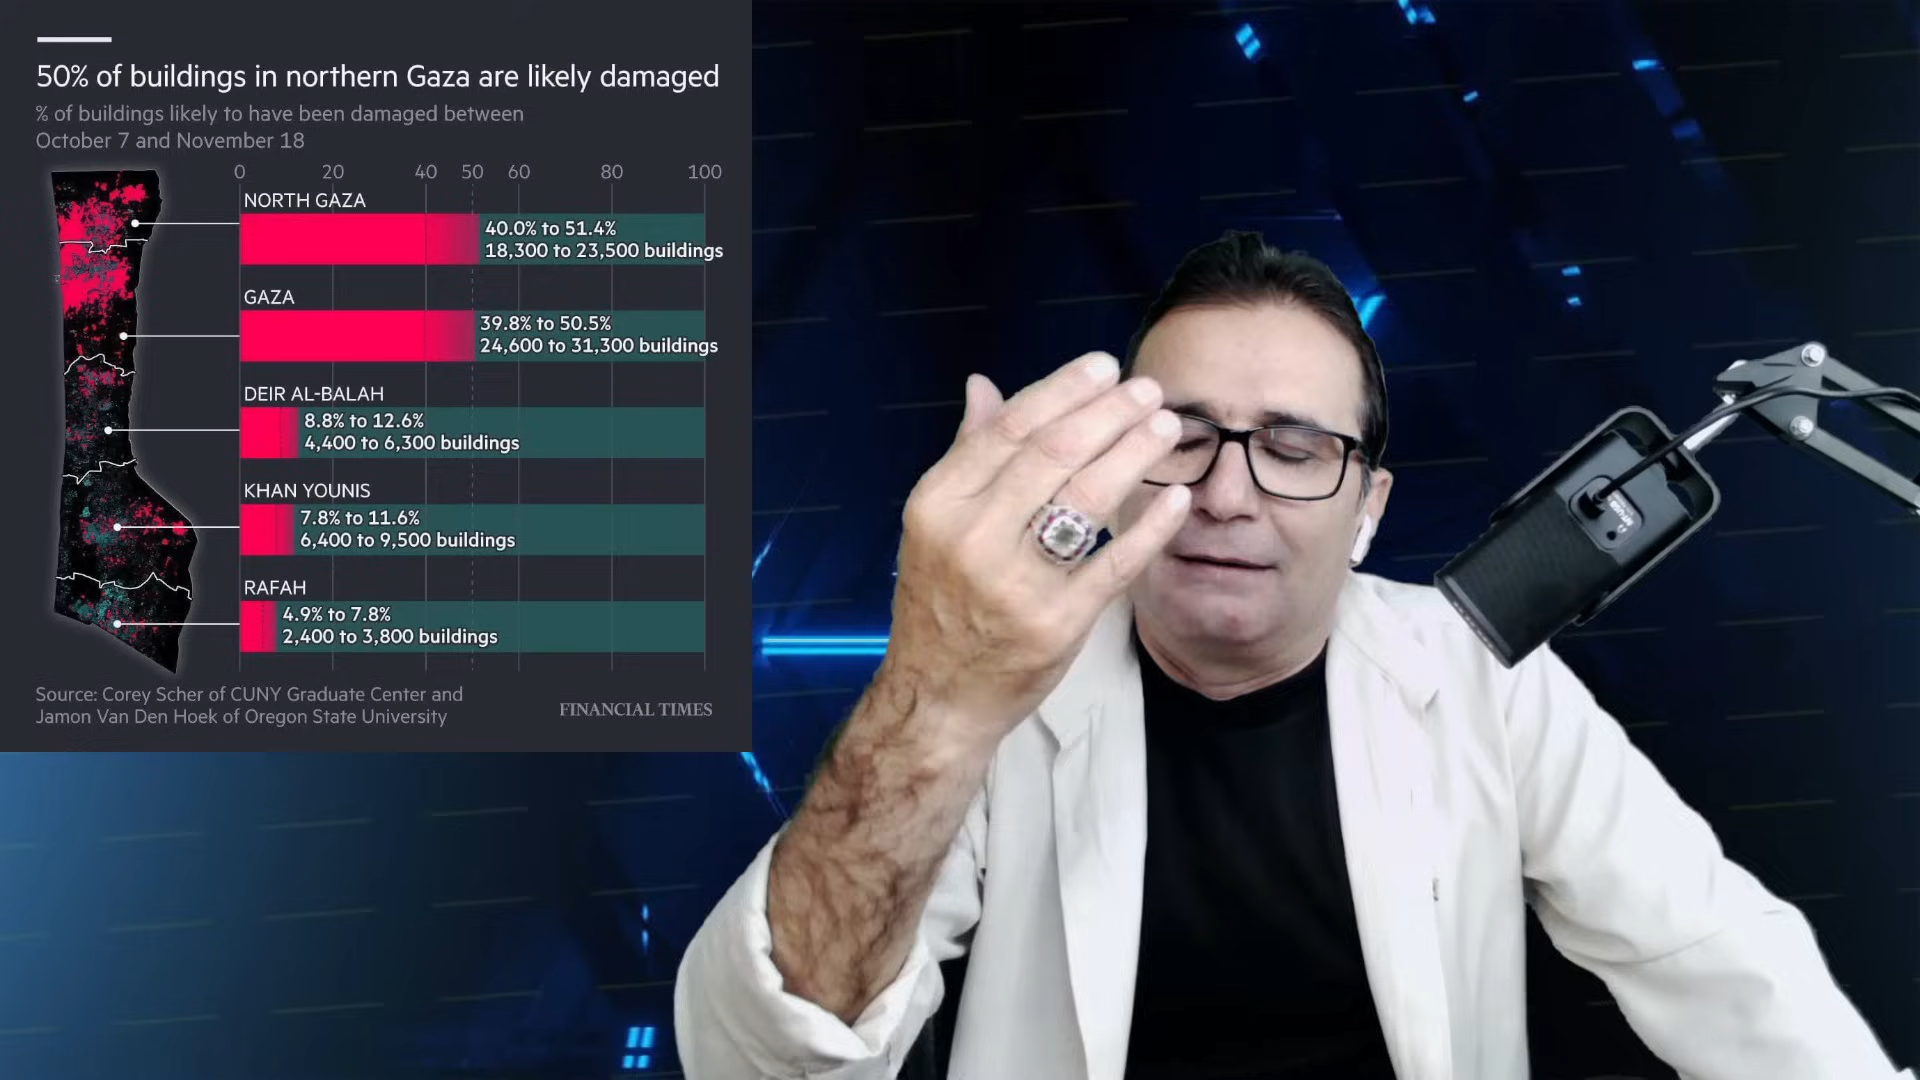 50% of buildings in northern Gaza are likely damaged
% of buildings likely to have been damaged between
October 7 and November 18
0 20 40 50 60 80 100
NORTH GAZA
40.0% to 51.4%
18,300 to 23,500 buildings
GAZA
39.8% to 50.5%
24,600 to 31,300 buildings
DEIR AL-BALAH
8.8% to 12.6%
4,400 to 6,300 buildings
KHAN YOUNIS
7.8% to 11.6%
6,400 to 9,500 buildings
RAFAH
4.9% to 7.8%
2,400 to 3,800 buildings
Source: Corey Scher of CUNY Graduate Center and
Jamon Van Den Hoek of Oregon State University
FINANCIAL TIMES